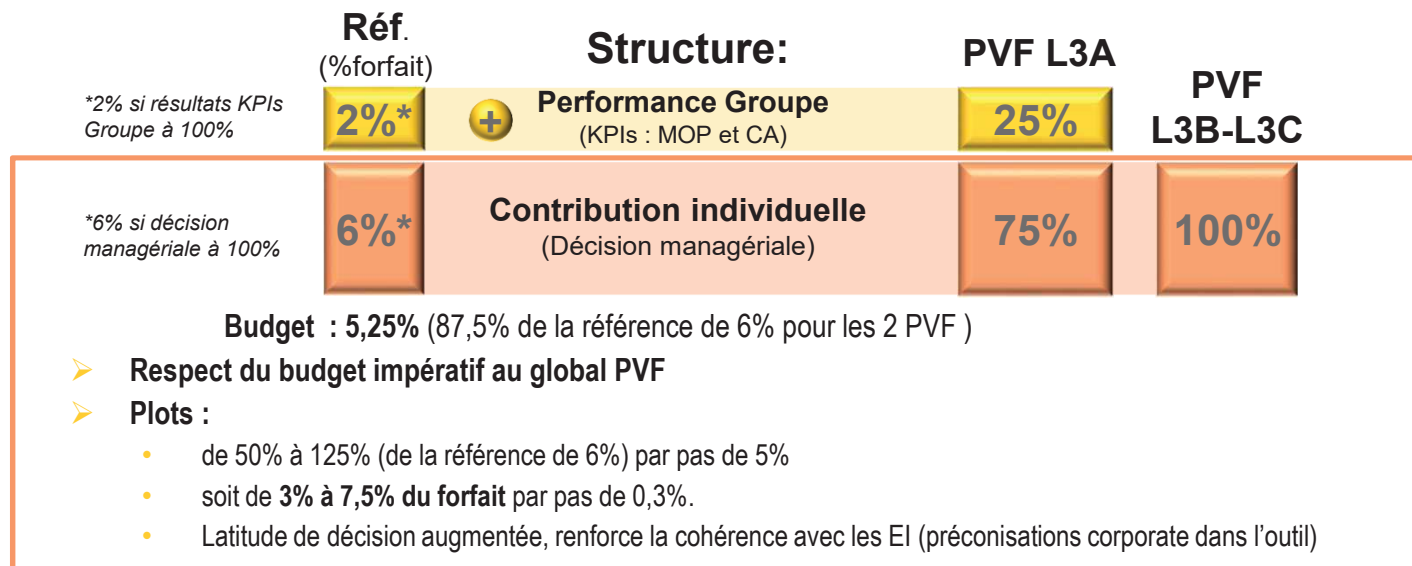 Réf.
(%forfait)
Structure:
PVF L3A
PVF
L3B-L3C
*2% si résultats KPIs
Groupe à 100%
2%*
+
Performance Groupe
(KPIs : MOP et CA)
25%
*6% si décision
managériale à 100%
6%*
Contribution individuelle
(Décision managériale)
75%
100%
Budget : 5,25% (87,5% de la référence de 6% pour les 2 PVF )
➢ Respect du budget impératif au global PVF
➢ Plots :
• de 50% à 125% (de la référence de 6%) par pas de 5%
• soit de 3% à 7,5% du forfait par pas de 0,3%.
• Latitude de décision augmentée, renforce la cohérence avec les EI (préconisations corporate dans l’outil)